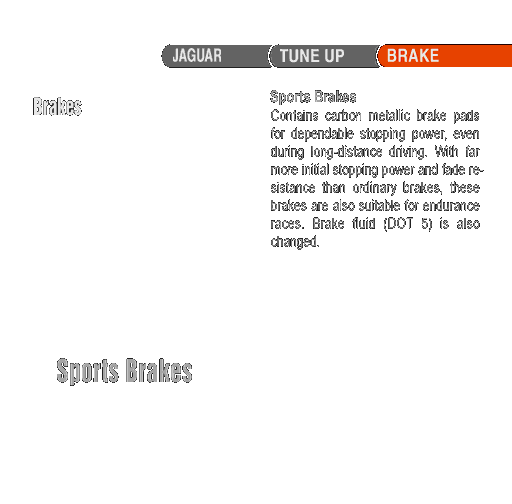 JAGUAR TUNE UP BRAKE
Brakes
Sports Brakes
Contains carbon metallic brake pads
for dependable stopping power, even
during long-distance driving. With far
more initial stopping power and fade re-
sistance than ordinary brakes, these
brakes are also suitable for endurance
races. Brake fluid (DOT 5) is also
changed.
Sports Brakes